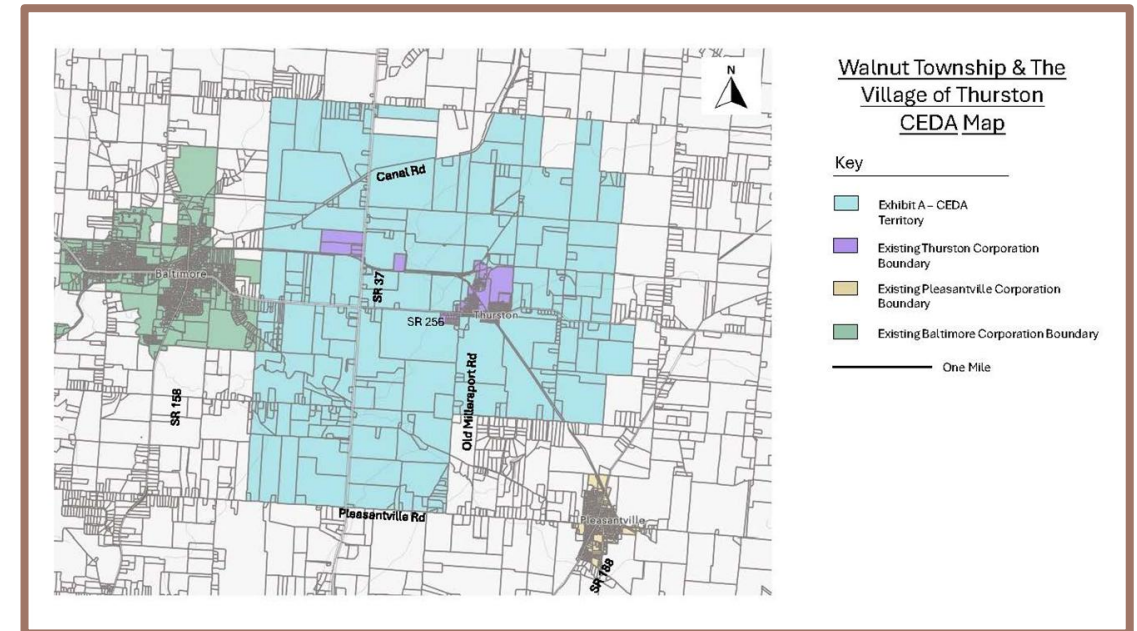 N
Canal Rd
Baltimore
SR 37
SR 256
Thurston
Old Millersport Rd
SR 158
Pleasantville Rd
Pleasantville
SR 188
Walnut Township & The
Village of Thurston
CEDA Map
Key
Exhibit A – CEDA
Territory
Existing Thurston Corporation
Boundary
Existing Pleasantville Corporation
Boundary
Existing Baltimore Corporation Boundary
One Mile